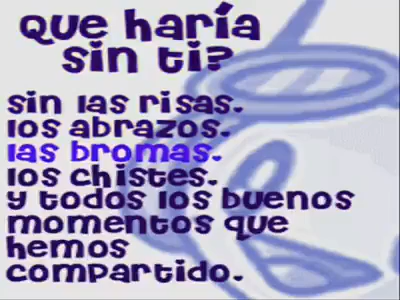 Que haría
sin ti?
sin las risas.
los abrazos.
las bromas.
los chistes.
y todos los buenos
momentos que
hemos
compartido.